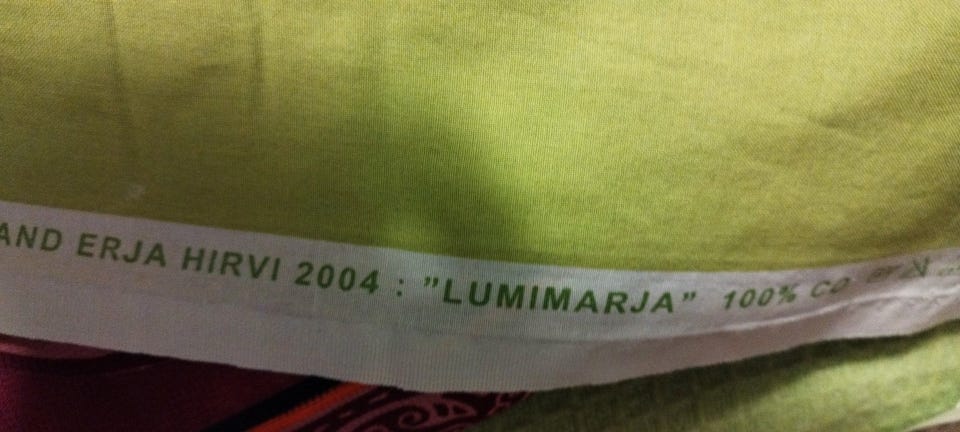 AND ERJA HIRVI 2004 : ”LUMIMARJA” 100% CO